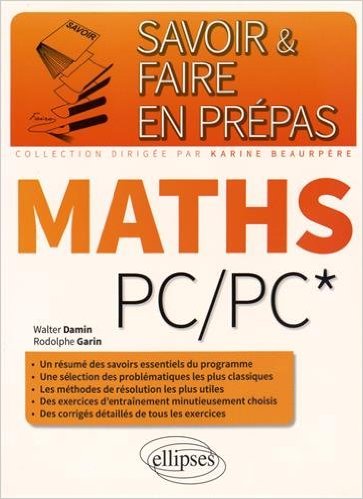 SAVOIR
Faire
SAVOIR &
FAIRE
EN PRÉPAS
COLLECTION DIRIGÉE PAR KARINE BEAURPÈRE
MATHS
PC/PC*
Walter Damin
Rodolphe Garin
• Un résumé des savoirs essentiels du programme
• Une sélection des problématiques les plus classiques
• Les méthodes de résolution les plus utiles
• Des exercices d'entraînement minutieusement choisis
• Des corrigés détaillés de tous les exercices
ellipses